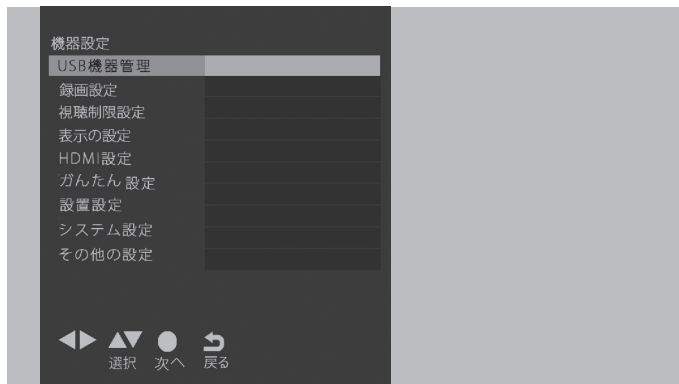 機器設定
USB機器管理
録画設定
視聴制限設定
表示の設定
HDMI設定
ガんたん 設定
設置設定
システム設定
その他の設定
選択 次へ 戻る